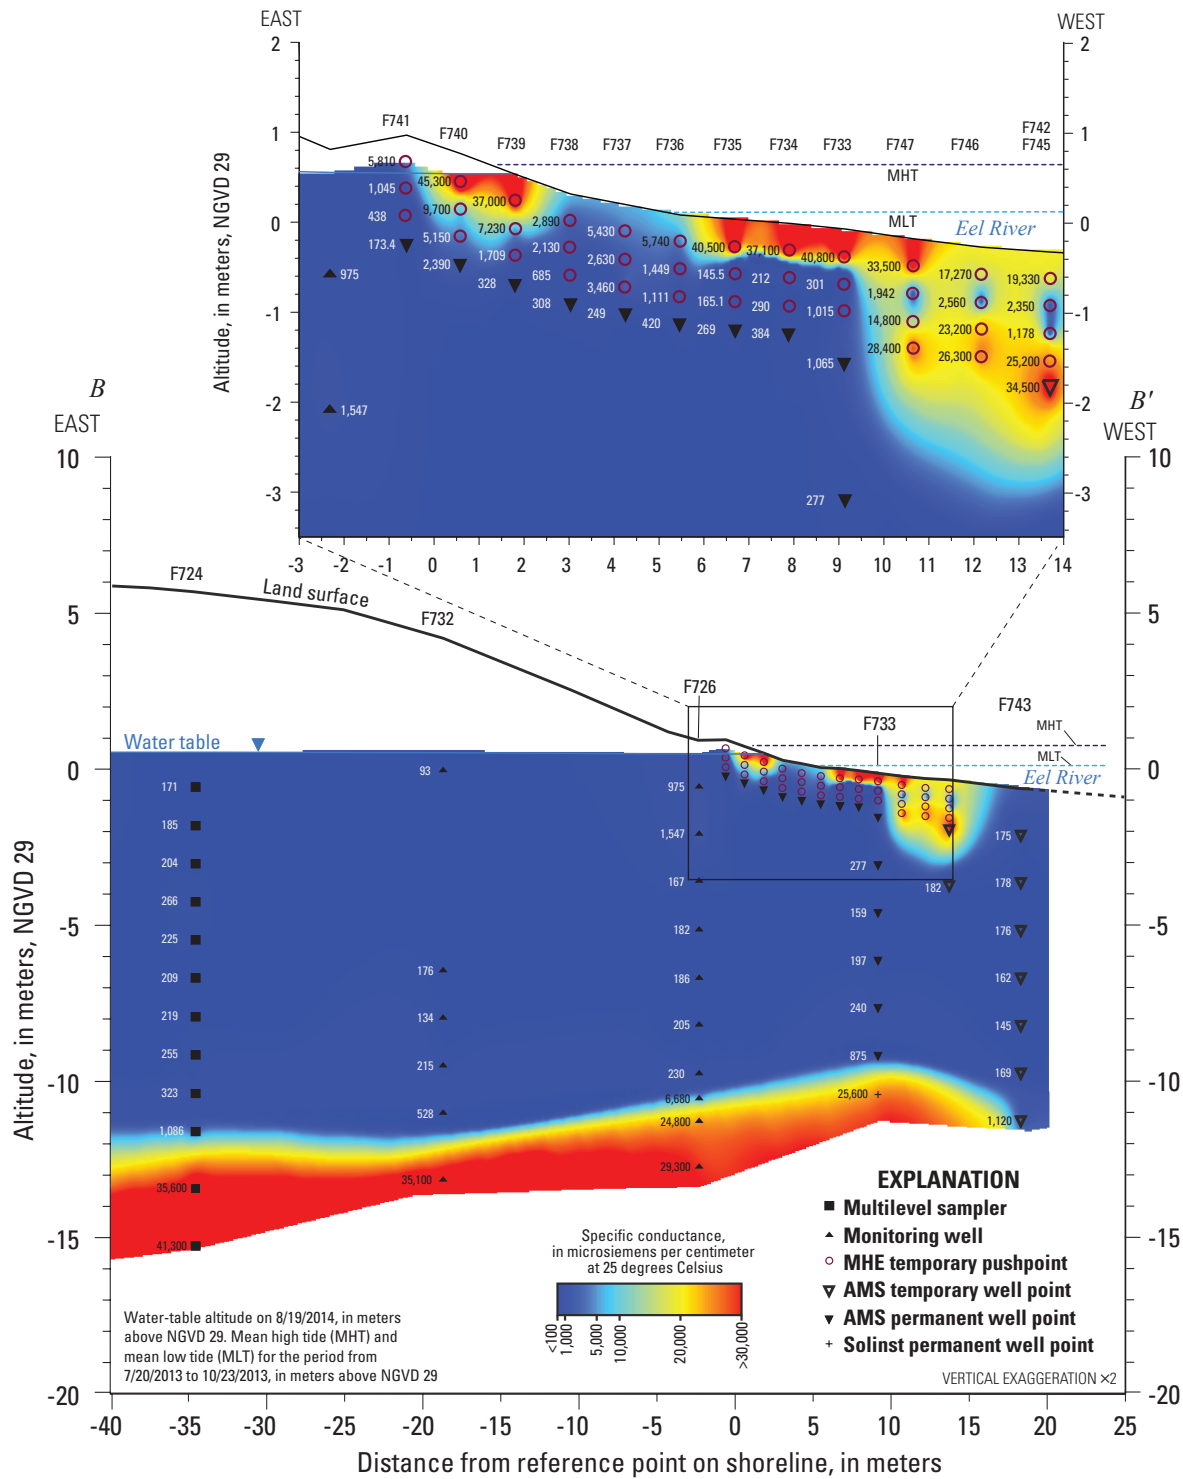 EAST
WEST
2
1
0
-1
-2
-3
Altitude, in meters, NGVD 29
2
1
0
-1
-2
-3
F741
F740
F739
F738
F737
F736
F735
F734
F733
F747
F746
F742
F745
MHT
MLT
Eel River
5,810
1,045
438
173.4
975
1,547
45,300
9,700
5,150
2,390
37,000
7,230
1,709
328
2,890
2,130
685
308
5,430
2,630
3,460
249
5,740
1,449
1,111
420
40,500
145.5
165.1
269
37,100
212
290
384
40,800
301
1,015
1,065
277
33,500
1,942
14,800
28,400
17,270
2,560
23,200
26,300
19,330
2,350
1,178
25,200
34,500
-3 -2 -1 0 1 2 3 4 5 6 7 8 9 10 11 12 13 14
B
EAST
B′
WEST
10
5
0
-5
-10
-15
-20
Altitude, in meters, NGVD 29
10
5
0
-5
-10
-15
-20
F724
Land surface
F732
F726
F733
F743
MHT
MLT
Eel River
Water table
171
185
204
266
225
209
219
255
323
1,086
35,600
41,300
93
176
134
215
528
35,100
975
1,547
167
182
186
205
230
6,680
24,800
29,300
277
159
197
240
875
25,600
182
175
178
176
162
145
169
1,120
EXPLANATION
Multilevel sampler
Monitoring well
MHE temporary pushpoint
AMS temporary well point
AMS permanent well point
Solinst permanent well point
VERTICAL EXAGGERATION ×2
Specific conductance,
in microsiemens per centimeter
at 25 degrees Celsius
<100
1,000
5,000
10,000
20,000
>30,000
Water-table altitude on 8/19/2014, in meters
above NGVD 29. Mean high tide (MHT) and
mean low tide (MLT) for the period from
7/20/2013 to 10/23/2013, in meters above NGVD 29
-40 -35 -30 -25 -20 -15 -10 -5 0 5 10 15 20 25
Distance from reference point on shoreline, in meters